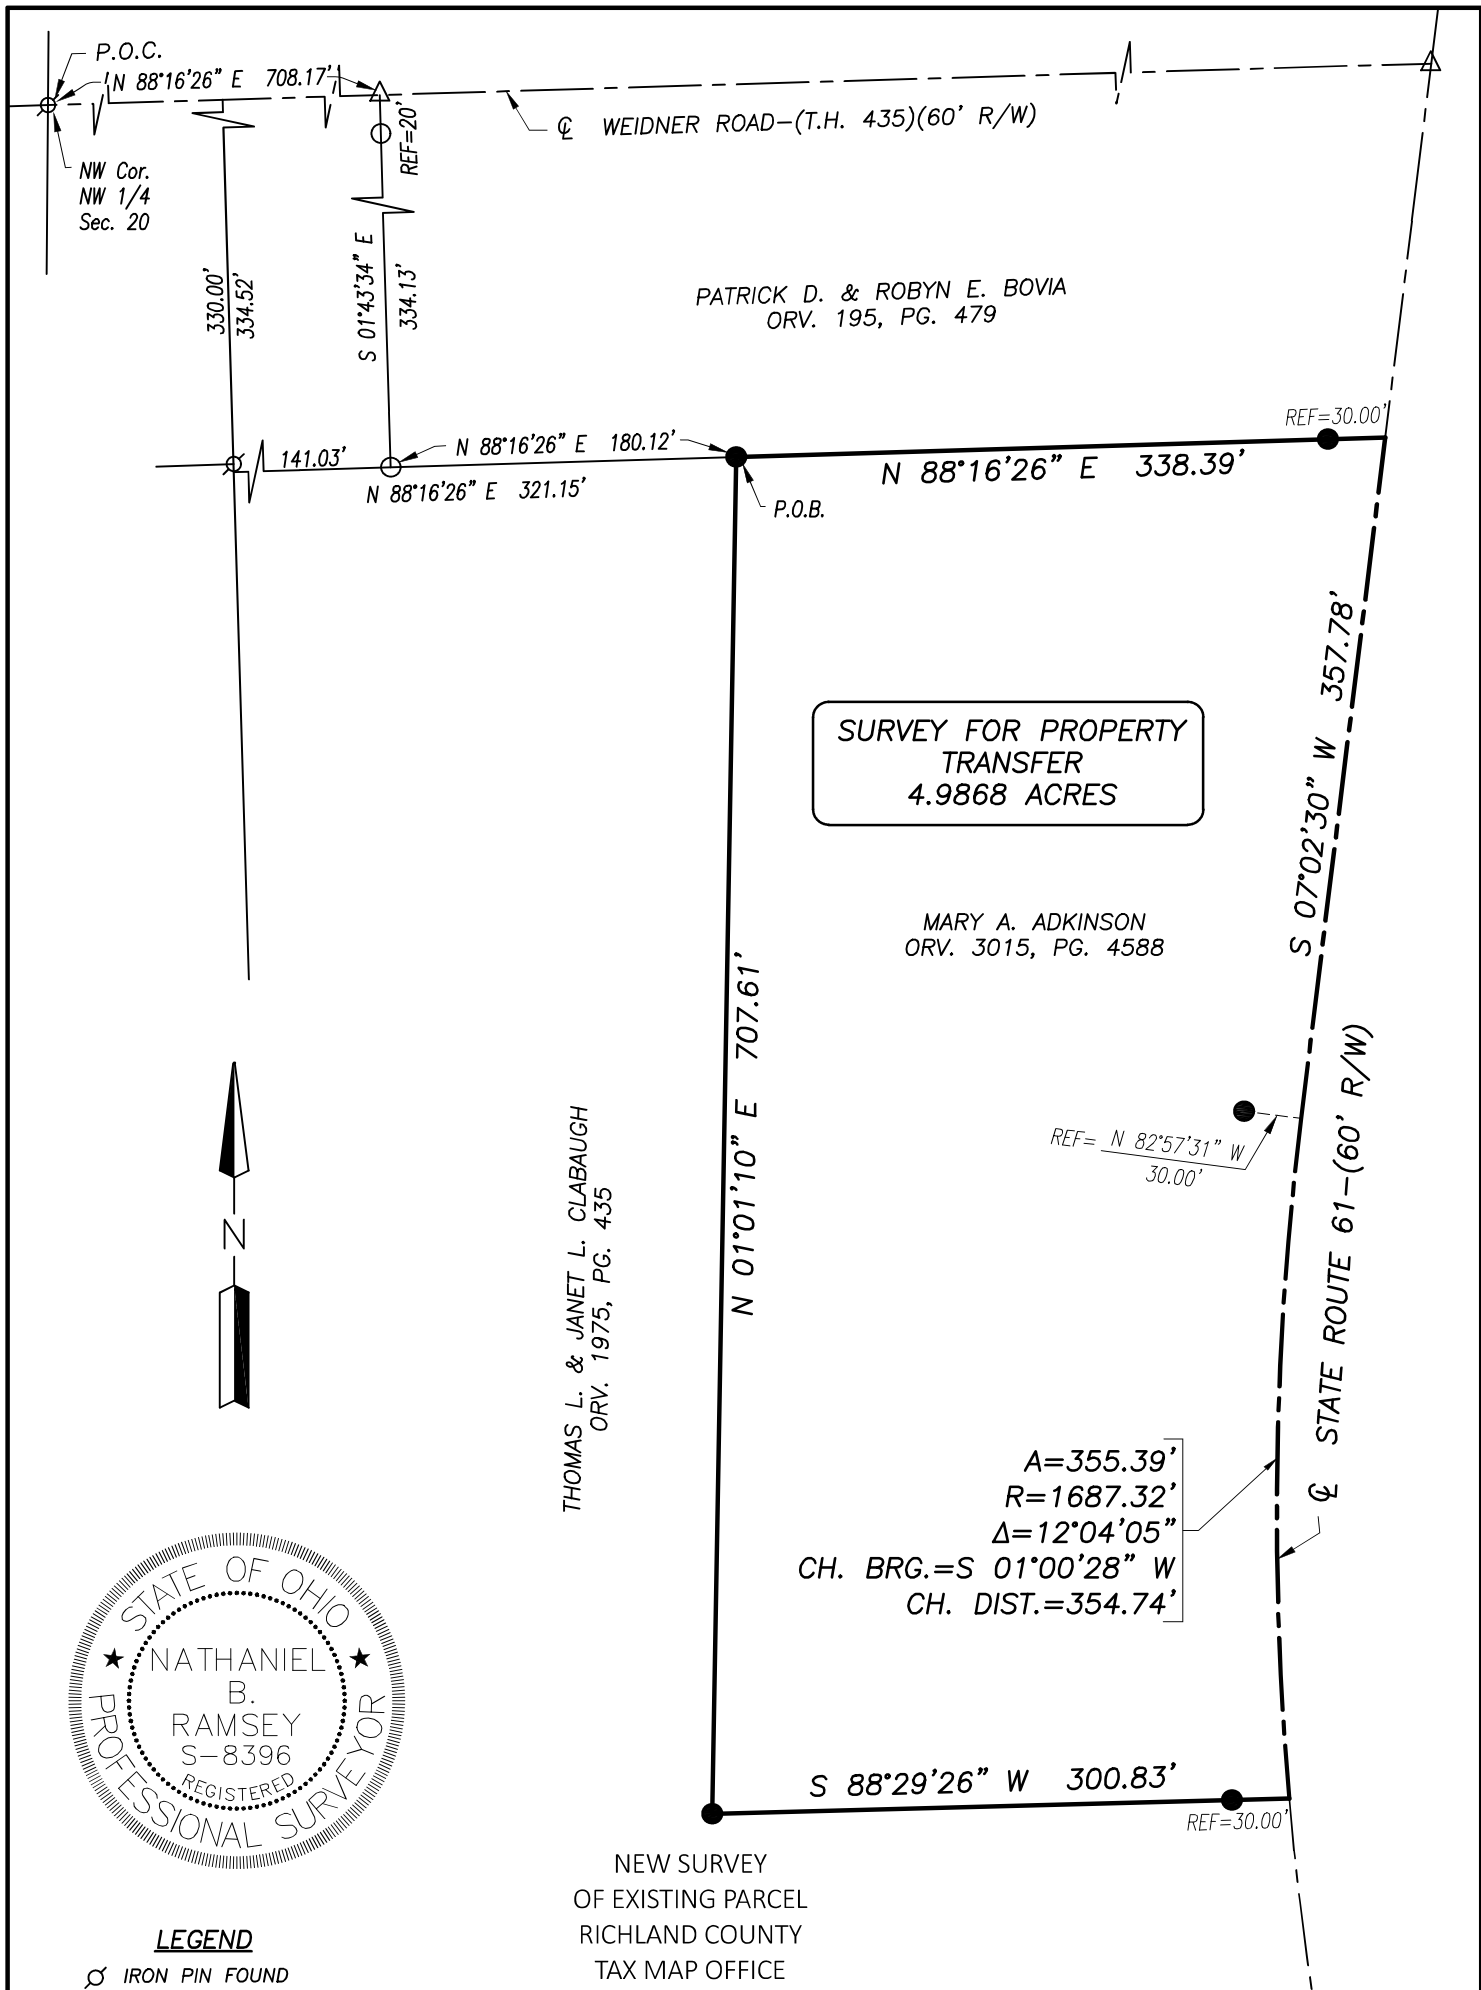 P.O.C.
N 88°16'26" E 708.17'
REF=20'
℄ WEIDNER ROAD-(T.H. 435)(60' R/W)
NW Cor.
NW 1/4
Sec. 20
330.00'
334.52'
S 01°43'34" E
334.13'
PATRICK D. & ROBYN E. BOVIA
ORV. 195, PG. 479
REF=30.00'
141.03'
N 88°16'26" E 180.12'
N 88°16'26" E 321.15'
N 88°16'26" E 338.39'
P.O.B.
S 07°02'30" W 357.78'
SURVEY FOR PROPERTY
TRANSFER
4.9868 ACRES
MARY A. ADKINSON
ORV. 3015, PG. 4588
N 01°01'10" E 707.61'
REF= N 82°57'31" W
30.00'
℄ STATE ROUTE 61-(60' R/W)
THOMAS L. & JANET L. CLABAUGH
ORV. 1975, PG. 435
N
A=355.39'
R=1687.32'
Δ=12°04'05"
CH. BRG.=S 01°00'28" W
CH. DIST.=354.74'
STATE OF OHIO
★ NATHANIEL ★
B.
RAMSEY
S-8396
REGISTERED
PROFESSIONAL SURVEYOR
S 88°29'26" W 300.83'
REF=30.00'
NEW SURVEY
OF EXISTING PARCEL
RICHLAND COUNTY
TAX MAP OFFICE
LEGEND
IRON PIN FOUND